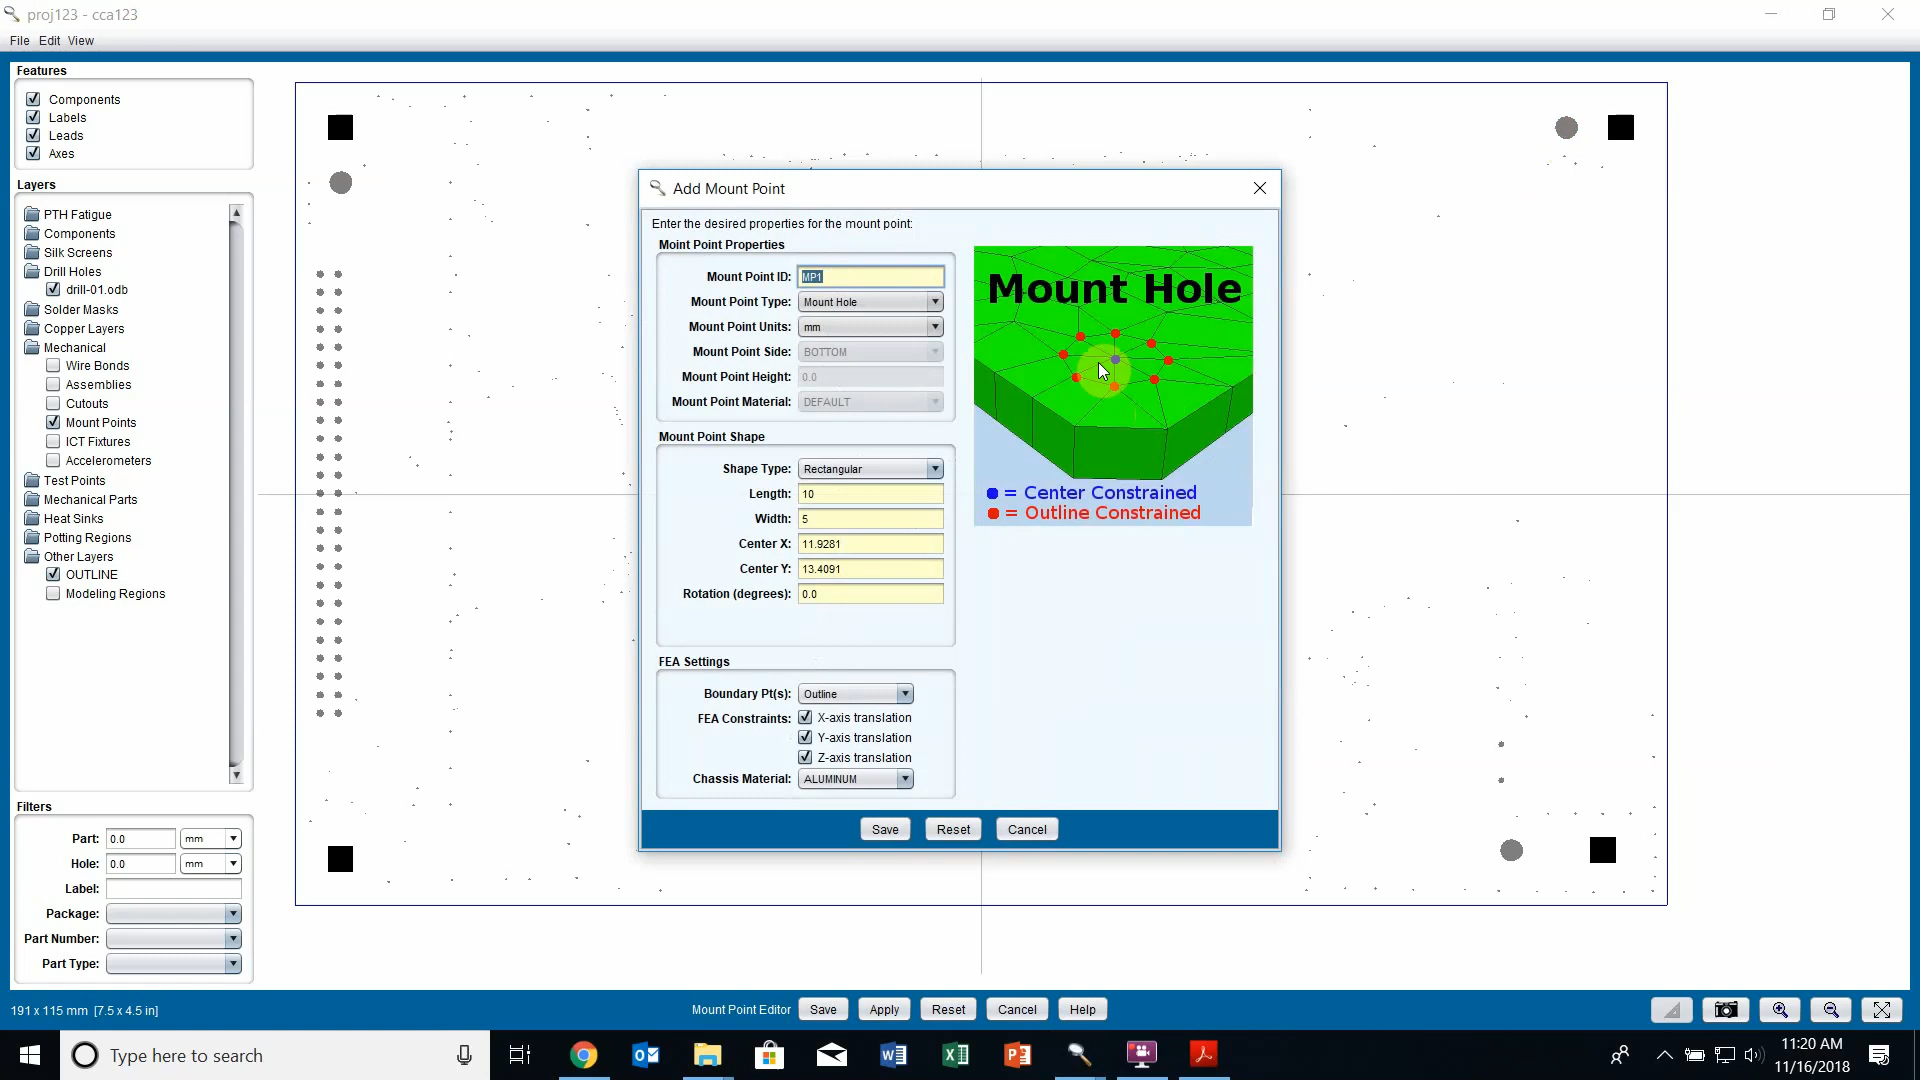 proj123 - cca123
File Edit View
Features
Components
Labels
Leads
Axes
Layers
PTH Fatigue
Components
Silk Screens
Drill Holes
drill-01.odb
Solder Masks
Copper Layers
Mechanical
Wire Bonds
Assemblies
Cutouts
Mount Points
ICT Fixtures
Accelerometers
Test Points
Mechanical Parts
Heat Sinks
Potting Regions
Other Layers
OUTLINE
Modeling Regions
Filters
Part: 0.0 mm
Hole: 0.0 mm
Label:
Package:
Part Number:
Part Type:
Add Mount Point
Enter the desired properties for the mount point:
Moint Point Properties
Mount Point ID: MP1
Mount Point Type: Mount Hole
Mount Point Units: mm
Mount Point Side: BOTTOM
Mount Point Height: 0.0
Mount Point Material: DEFAULT
Mount Point Shape
Shape Type: Rectangular
Length: 10
Width: 5
Center X: 11.9281
Center Y: 13.4091
Rotation (degrees): 0.0
FEA Settings
Boundary Pt(s): Outline
FEA Constraints: X-axis translation
Y-axis translation
Z-axis translation
Chassis Material: ALUMINUM
Mount Hole
= Center Constrained
= Outline Constrained
Save Reset Cancel
191 x 115 mm [7.5 x 4.5 in]
Mount Point Editor Save Apply Reset Cancel Help
Type here to search
11:20 AM
11/16/2018